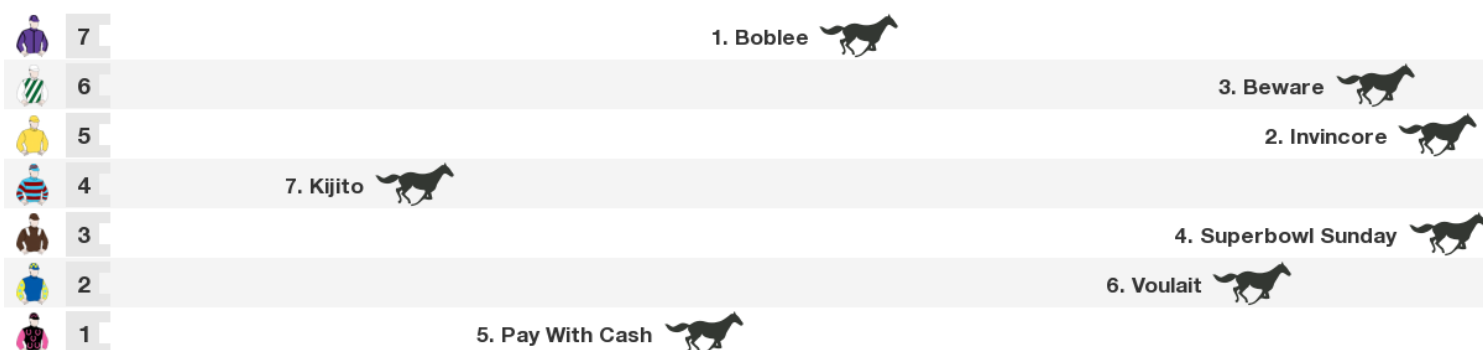 7 1. Boblee
6 3. Beware
5 2. Invincore
4 7. Kijito
3 4. Superbowl Sunday
2 6. Voulait
1 5. Pay With Cash